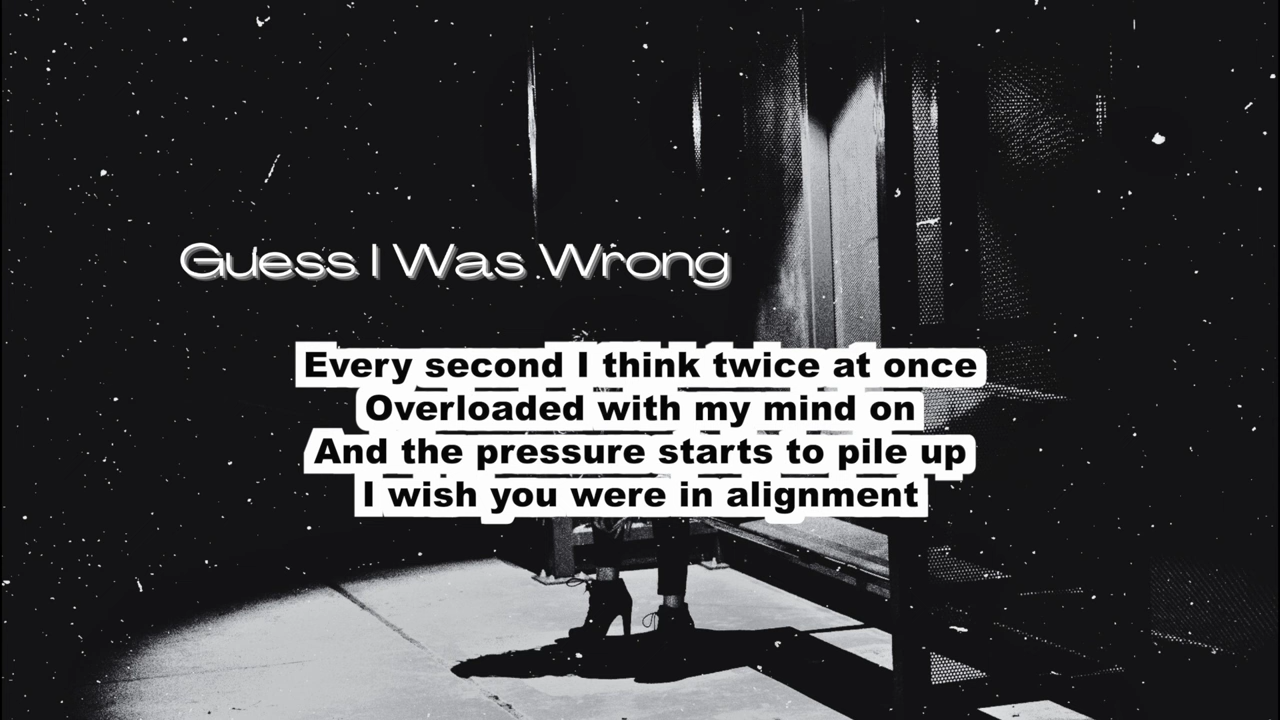 Guess I Was Wrong
Every second I think twice at once
Overloaded with my mind on
And the pressure starts to pile up
I wish you were in alignment